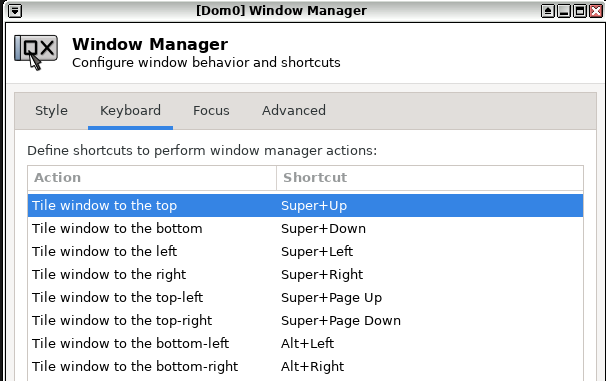 [Dom0] Window Manager
Window Manager
Configure window behavior and shortcuts
Style Keyboard Focus Advanced
Define shortcuts to perform window manager actions:
Action Shortcut
Tile window to the top Super+Up
Tile window to the bottom Super+Down
Tile window to the left Super+Left
Tile window to the right Super+Right
Tile window to the top-left Super+Page Up
Tile window to the top-right Super+Page Down
Tile window to the bottom-left Alt+Left
Tile window to the bottom-right Alt+Right